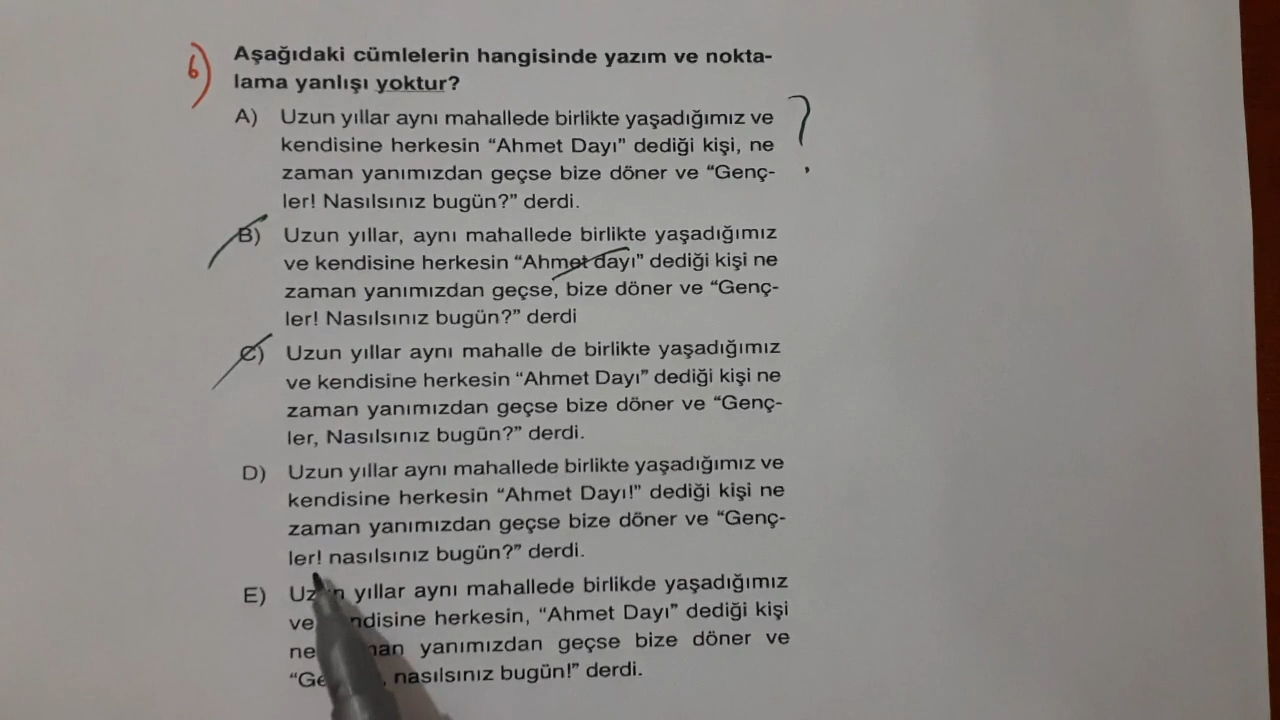 6)
Aşağıdaki cümlelerin hangisinde yazım ve nokta-
lama yanlışı yoktur?
A) Uzun yıllar aynı mahallede birlikte yaşadığımız ve
kendisine herkesin “Ahmet Dayı” dediği kişi, ne
zaman yanımızdan geçse bize döner ve “Genç-
ler! Nasılsınız bugün?” derdi.
?
B) Uzun yıllar, aynı mahallede birlikte yaşadığımız
ve kendisine herkesin “Ahmet dayı” dediği kişi ne
zaman yanımızdan geçse, bize döner ve “Genç-
ler! Nasılsınız bugün?” derdi
C) Uzun yıllar aynı mahalle de birlikte yaşadığımız
ve kendisine herkesin “Ahmet Dayı” dediği kişi ne
zaman yanımızdan geçse bize döner ve “Genç-
ler, Nasılsınız bugün?” derdi.
D) Uzun yıllar aynı mahallede birlikte yaşadığımız ve
kendisine herkesin “Ahmet Dayı!” dediği kişi ne
zaman yanımızdan geçse bize döner ve “Genç-
ler! nasılsınız bugün?” derdi.
E) yıllar aynı mahallede birlikde yaşadığımız
ve herkesin, “Ahmet Dayı” dediği kişi
ne yanımızdan geçse bize döner ve
nasılsınız bugün!” derdi.